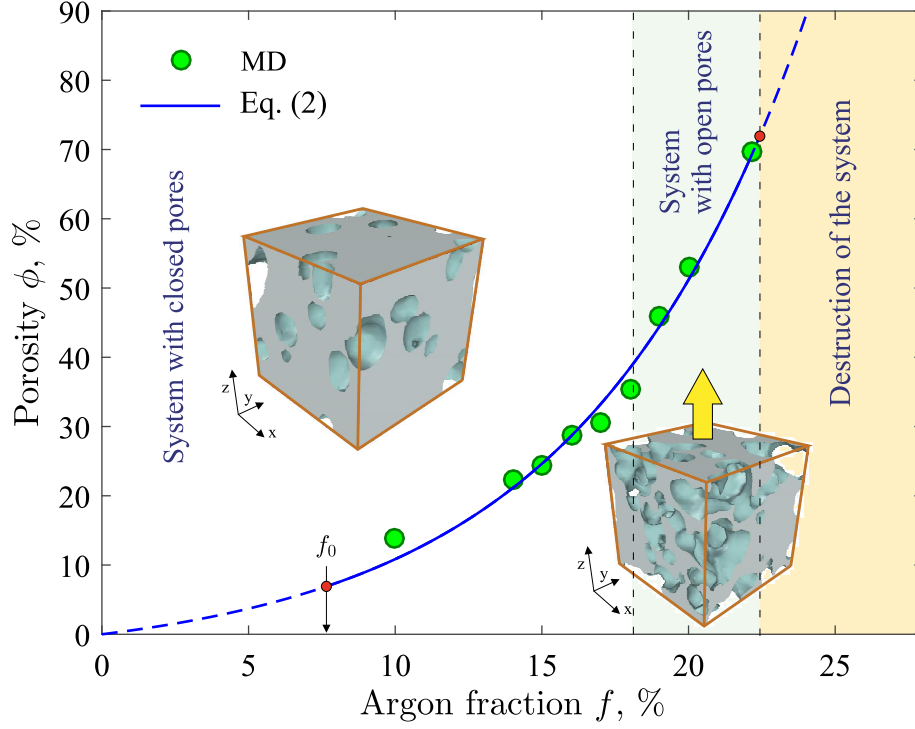 90
80
70
60
50
40
30
20
10
0
Porosity ϕ, %
MD
Eq. (2)
System with closed pores
System
with open pores
Destruction of the system
z
y
x
f₀
z
y
x
0
5
10
15
20
25
Argon fraction f, %